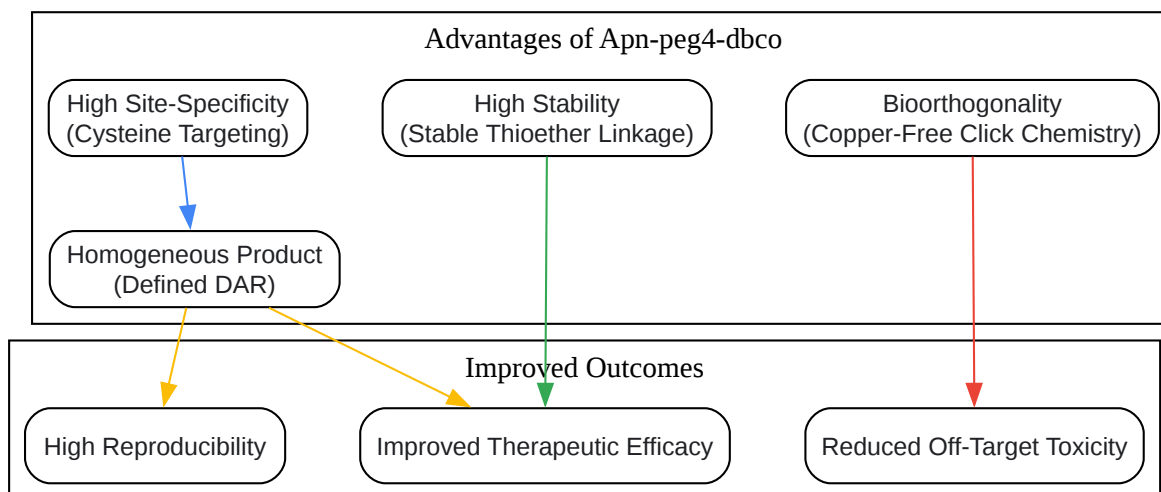 Advantages of Apn-peg4-dbco
High Site-Specificity
(Cysteine Targeting)
High Stability
(Stable Thioether Linkage)
Bioorthogonality
(Copper-Free Click Chemistry)
Homogeneous Product
(Defined DAR)
Improved Outcomes
High Reproducibility
Improved Therapeutic Efficacy
Reduced Off-Target Toxicity